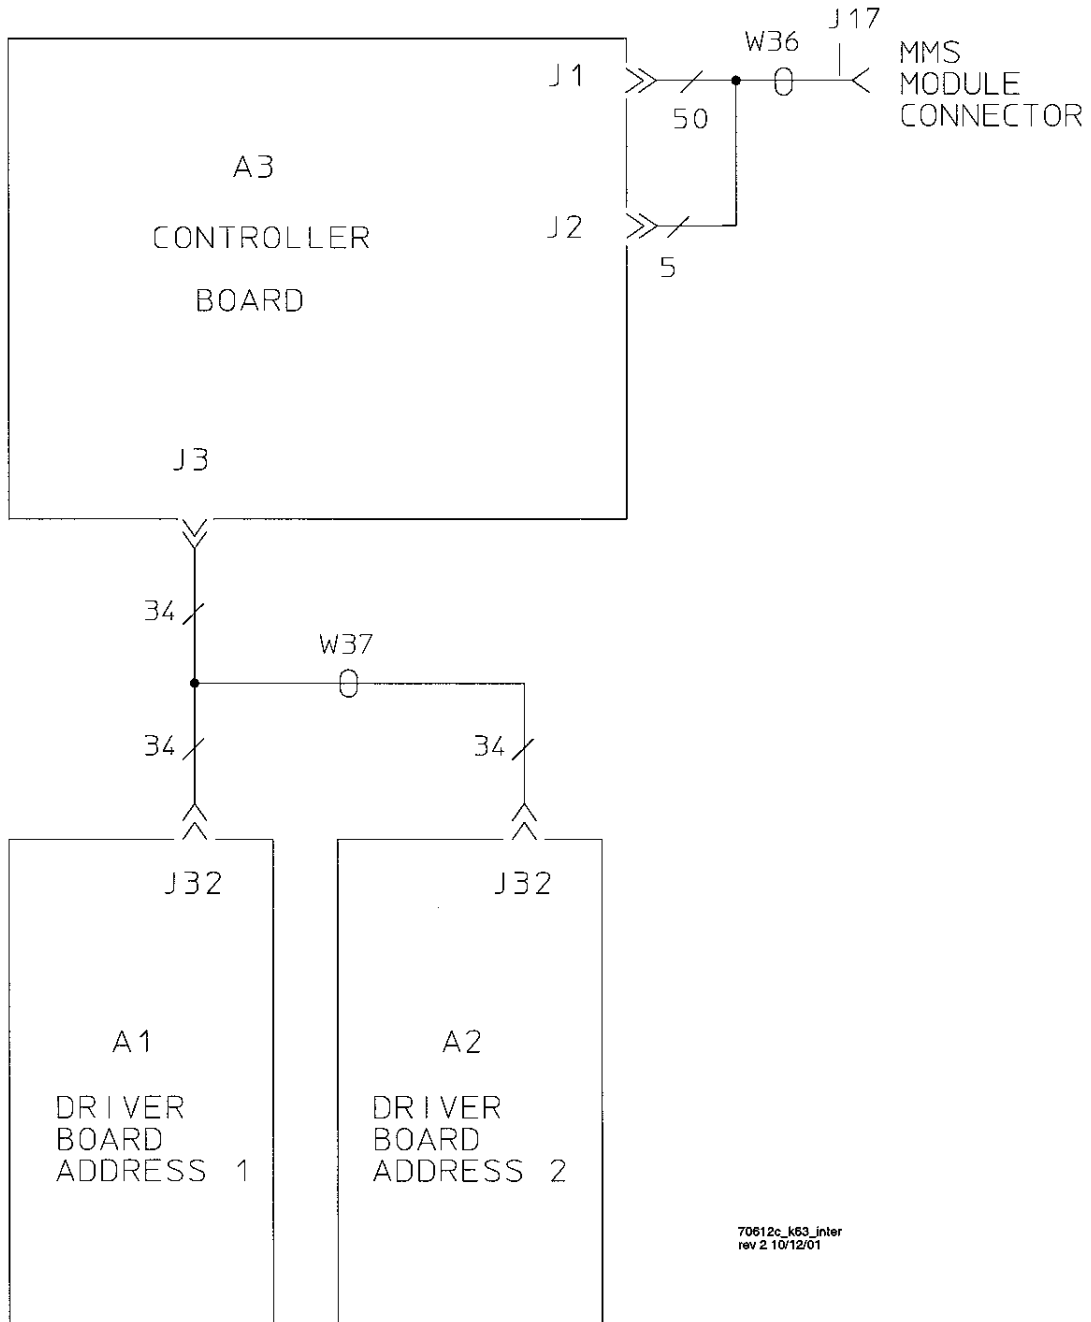 J17
W36
MMS
MODULE
CONNECTOR
J1
50
A3
CONTROLLER
BOARD
J2
5
J3
34
W37
34
34
J32
J32
A1
DRIVER
BOARD
ADDRESS 1
A2
DRIVER
BOARD
ADDRESS 2
70612c_k63_inter
rev 2 10/12/01